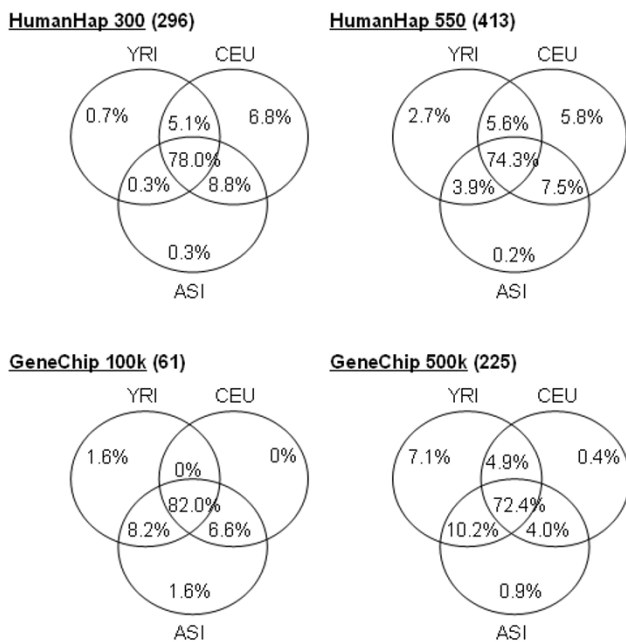 HumanHap 300 (296)
YRI CEU
0.7% 5.1% 6.8%
78.0%
0.3% 8.8%
0.3%
ASI
HumanHap 550 (413)
YRI CEU
2.7% 5.6% 5.8%
74.3%
3.9% 7.5%
0.2%
ASI
GeneChip 100k (61)
YRI CEU
1.6% 0% 0%
82.0%
8.2% 6.6%
1.6%
ASI
GeneChip 500k (225)
YRI CEU
7.1% 4.9% 0.4%
72.4%
10.2% 4.0%
0.9%
ASI